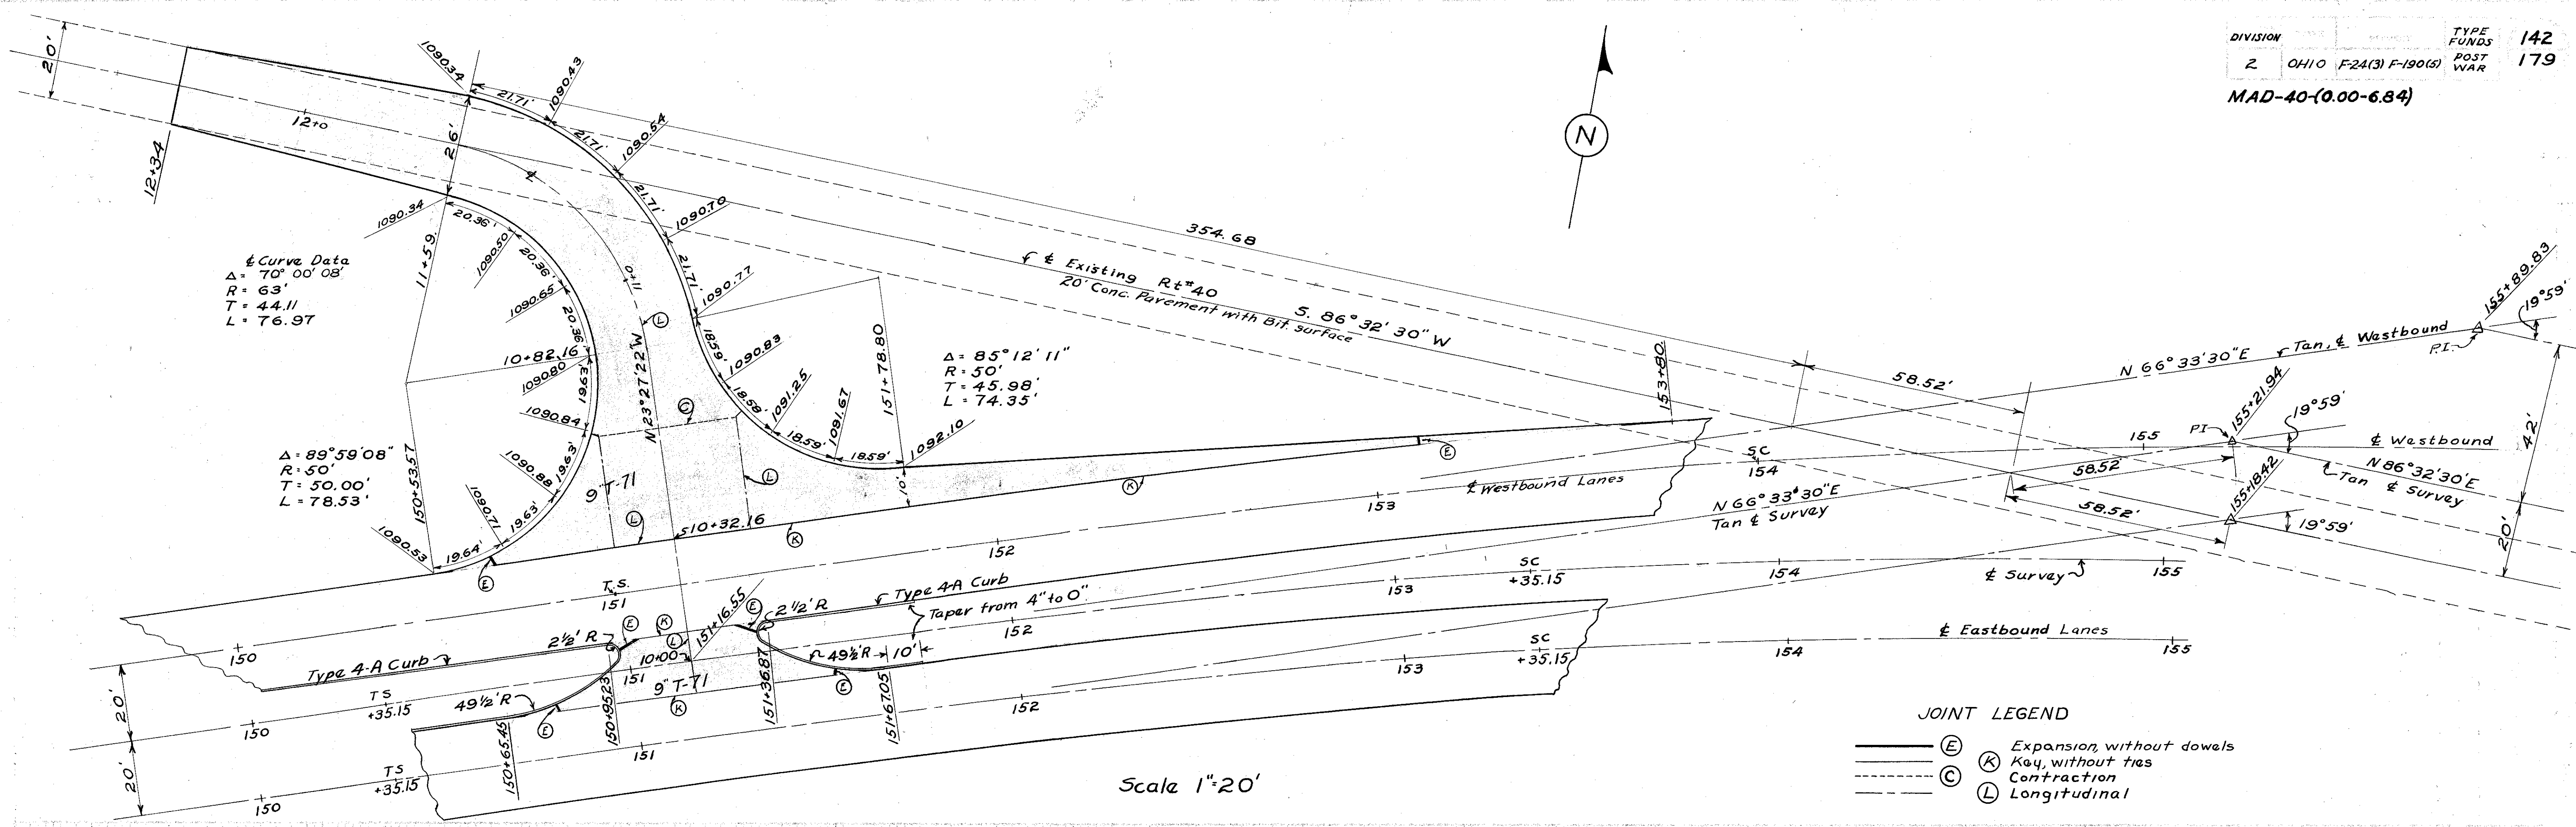 DIVISION
TYPE FUNDS
142
2
OHIO
F-24(3) F-190(5)
POST WAR
179
MAD-40-(0.00-6.84)
N
20'
12+0
12+34
26'
1090.34
21.71'
1090.43
21.71'
1090.54
21.71'
1090.70
21.71'
1090.77
18.59'
1090.83
18.58'
1091.25
18.59'
1091.67
18.59'
1092.10
10'
151+78.80
1090.34
11+59.
20.36'
1090.50
20.36'
1090.65
20.36'
10+82.16
1090.80
19.63'
1090.84
19.63'
1090.88
19.63'
1090.71
19.64'
1090.53
150+53.57
11+0
N 23° 27' 22" W
L
C
9" T-71
L
L
S10+32.16
K
E
℄ Curve Data
Δ = 70° 00' 08'
R = 63'
T = 44.11
L = 76.97
Δ = 89° 59' 08"
R = 50'
T = 50.00'
L = 78.53'
Δ = 85° 12' 11"
R = 50'
T = 45.98'
L = 74.35'
354.68
℄ Existing Rt#40 S. 86° 32' 30" W
20' Conc. Pavement with Bit. surface
153+80.
58.52'
N 66° 33' 30" E
Tan. ℄ Westbound
P.I.
155+89.83
19°59'
155+21.94
PI
19°59'
155
℄ Westbound
58.52
N 86° 32' 30" E
Tan ℄ Survey
155+18.42
58.52'
19°59'
42'
20'
E
K
SC
154
℄ Westbound Lanes
153
N 66° 33' 30" E
Tan ℄ Survey
152
T.S.
151
150
SC
+35.15
153
154
℄ Survey
155
Type 4-A Curb
Taper from 4" to 0"
2½' R
E
151+16.55
152
E
K
L
2½' R
Type 4-A Curb
10+00
151
9" T-71
K
49½'R
10'
E
151+36.87
151+67.05
150+95.23
49½'R
E
150+65.45
TS
+35.15
150
SC
+35.15
153
154
155
℄ Eastbound Lanes
152
151
TS
+35.15
150
20'
20'
Scale 1"=20'
JOINT LEGEND
E Expansion, without dowels
K Key, without ties
C Contraction
L Longitudinal